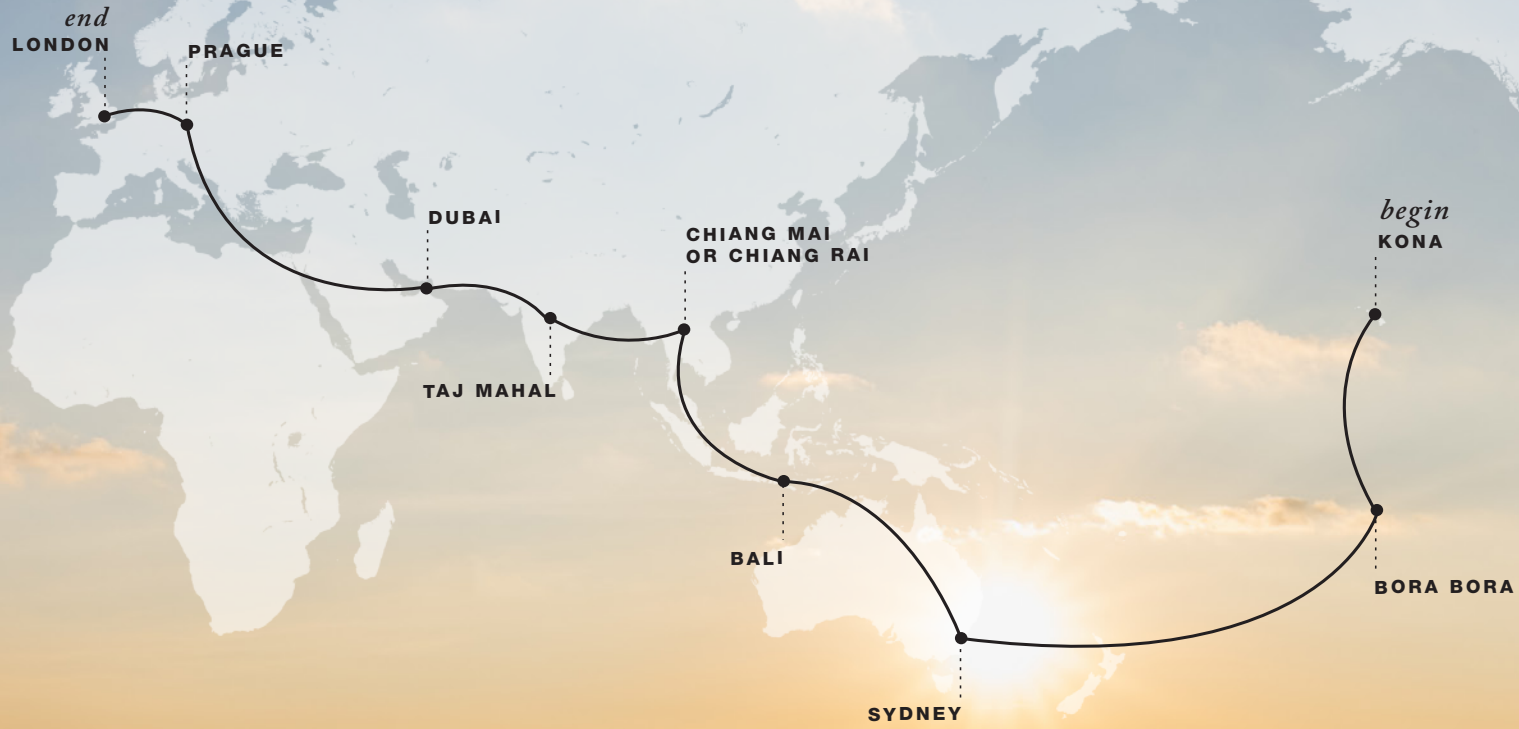 end
LONDON
PRAGUE
DUBAI
CHIANG MAI
OR CHIANG RAI
begin
KONA
TAJ MAHAL
BALI
BORA BORA
SYDNEY